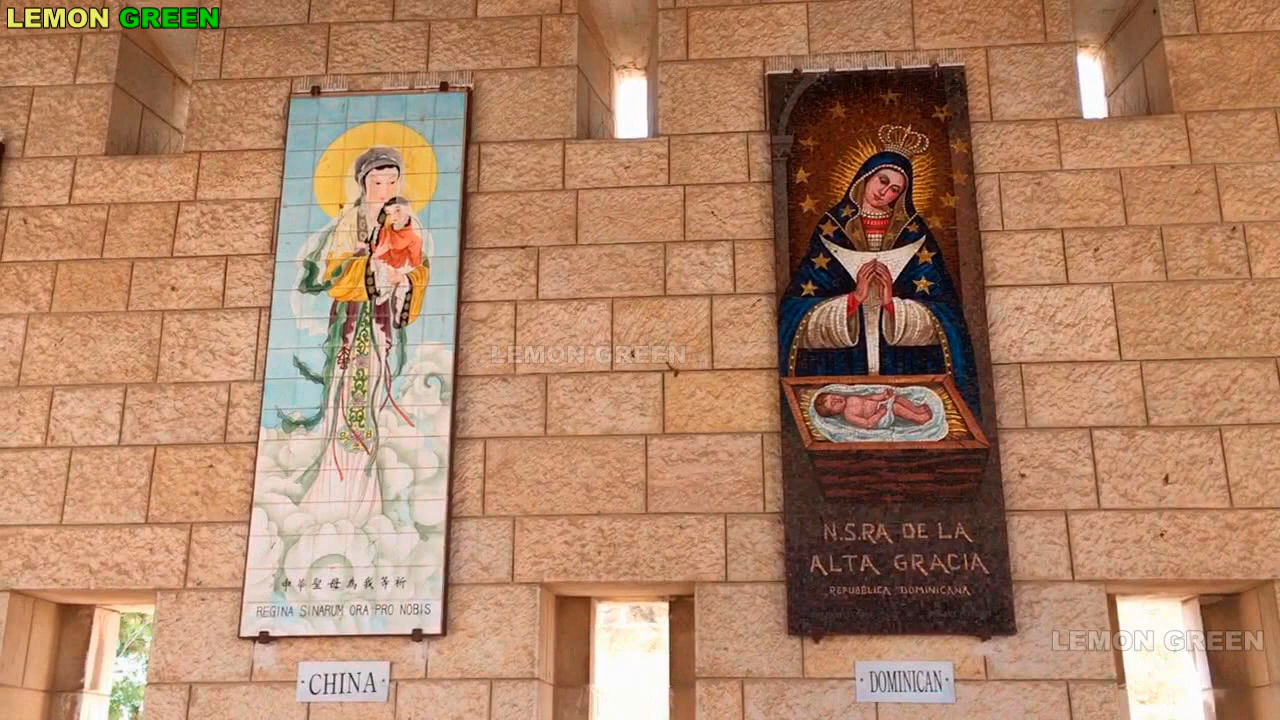 LEMON GREEN
中華聖母為我等祈
REGINA SINARUM ORA PRO NOBIS
CHINA
LEMON GREEN
N.S.RA DE LA
ALTA GRACIA
REPUBBLICA DOMINICANA
DOMINICAN
LEMON GREEN